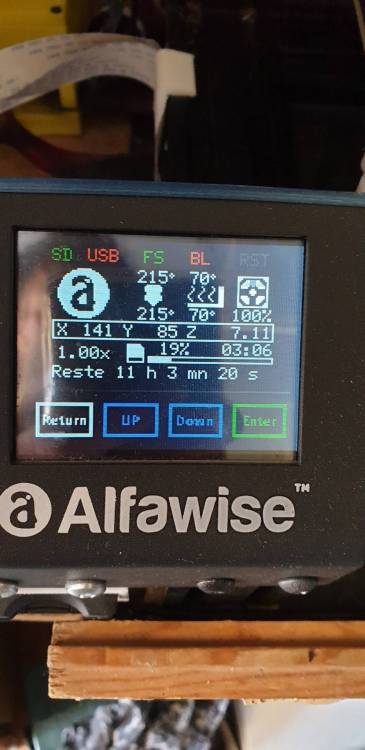 SD USB FS BL RST
a
215° 70°
215° 70° 100%
X 141 Y 85 Z 7.11
1.00x 19% 03:06
Reste 11 h 3 mn 20 s
Return UP Down Enter
a Alfawise™